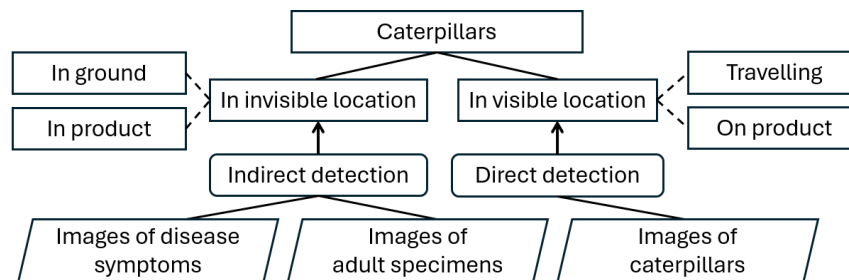 Caterpillars
In ground
In product
In invisible location
In visible location
Travelling
On product
Indirect detection
Direct detection
Images of disease
symptoms
Images of
adult specimens
Images of
caterpillars